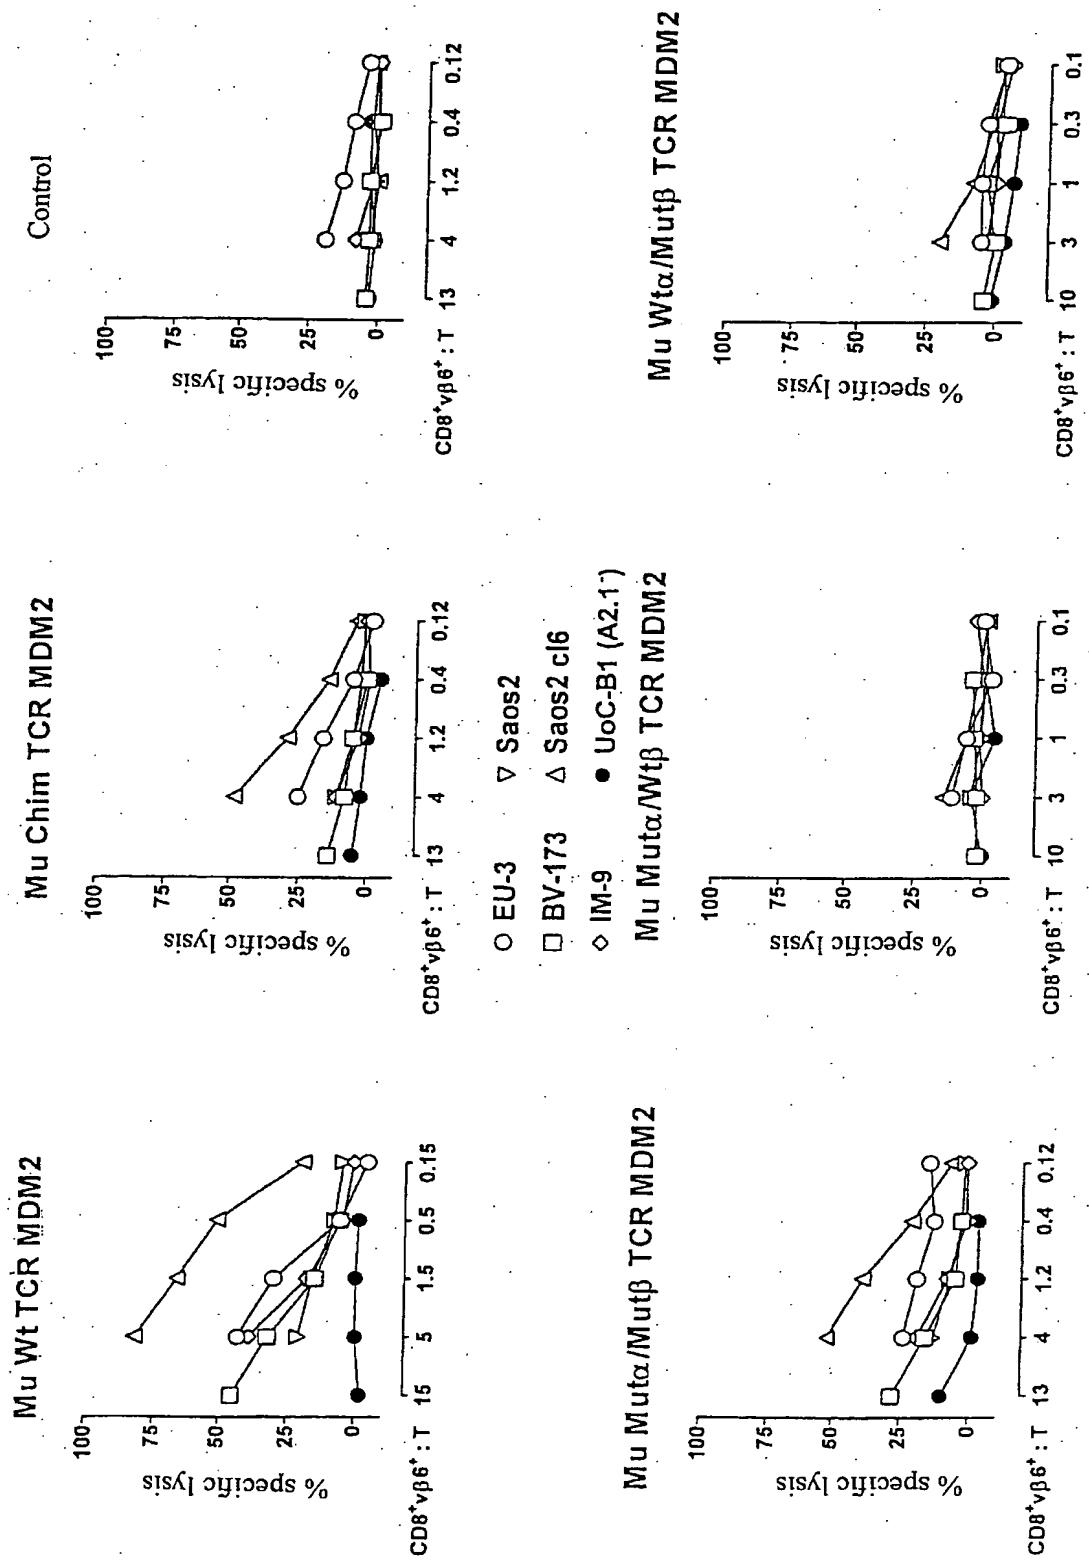 Mu Wt TCR MDM2
% specific lysis
100
75
50
25
0
15
5
1.5
0.5
0.15
CD8⁺vβ6⁺: T
Mu Chim TCR MDM2
% specific lysis
100
75
50
25
0
13
4
1.2
0.4
0.12
CD8⁺vβ6⁺: T
Control
% specific lysis
100
75
50
25
0
13
4
1.2
0.4
0.12
CD8⁺vβ6⁺: T
○ EU-3
▽ Saos2
□ BV-173
△ Saos2 cl6
◇ IM-9
● UoC-B1 (A2.1⁻)
Mu Mutα/Mutβ TCR MDM2
% specific lysis
100
75
50
25
0
13
4
1.2
0.4
0.12
CD8⁺vβ6⁺: T
Mu Mutα/Wtβ TCR MDM2
% specific lysis
100
75
50
25
0
10
3
1
0.3
0.1
CD8⁺vβ6⁺: T
Mu Wtα/Mutβ TCR MDM2
% specific lysis
100
75
50
25
0
10
3
1
0.3
0.1
CD8⁺vβ6⁺: T